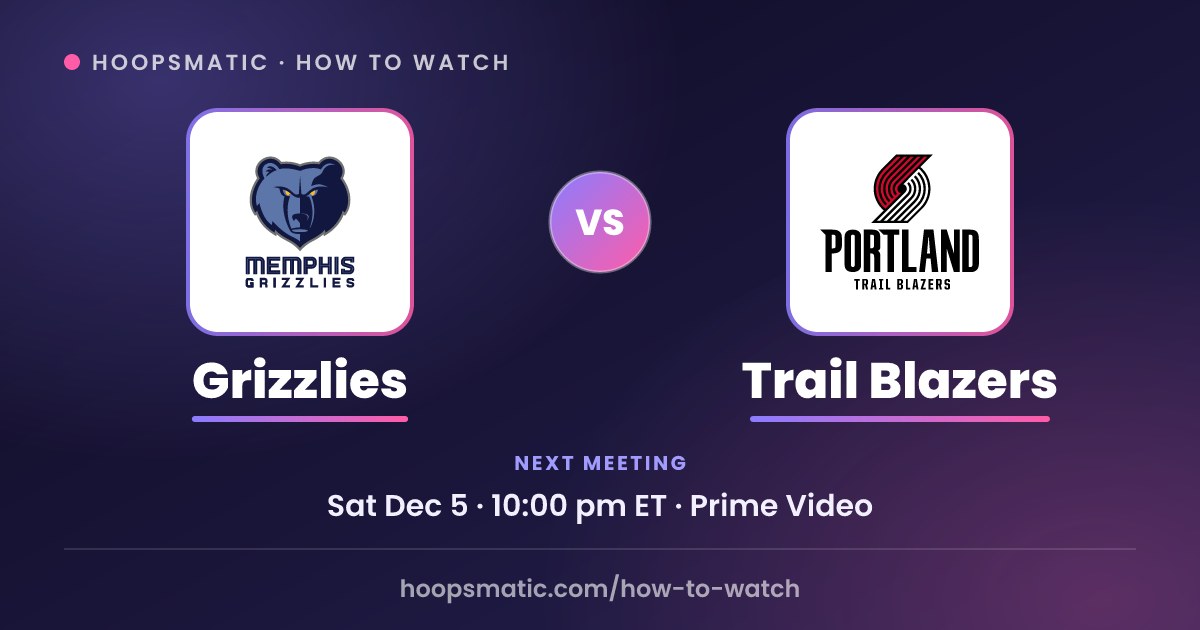 HOOPSMATIC · HOW TO WATCH
MEMPHIS
GRIZZLIES
VS
PORTLAND
TRAIL BLAZERS
Grizzlies
Trail Blazers
NEXT MEETING
Sat Dec 5 · 10:00 pm ET · Prime Video
hoopsmatic.com/how-to-watch